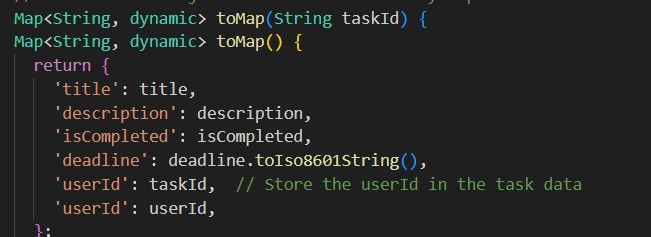 Map<String, dynamic> toMap(String taskId) {
Map<String, dynamic> toMap() {
return {
'title': title,
'description': description,
'isCompleted': isCompleted,
'deadline': deadline.toIso8601String(),
'userId': taskId,  // Store the userId in the task data
'userId': userId,
};